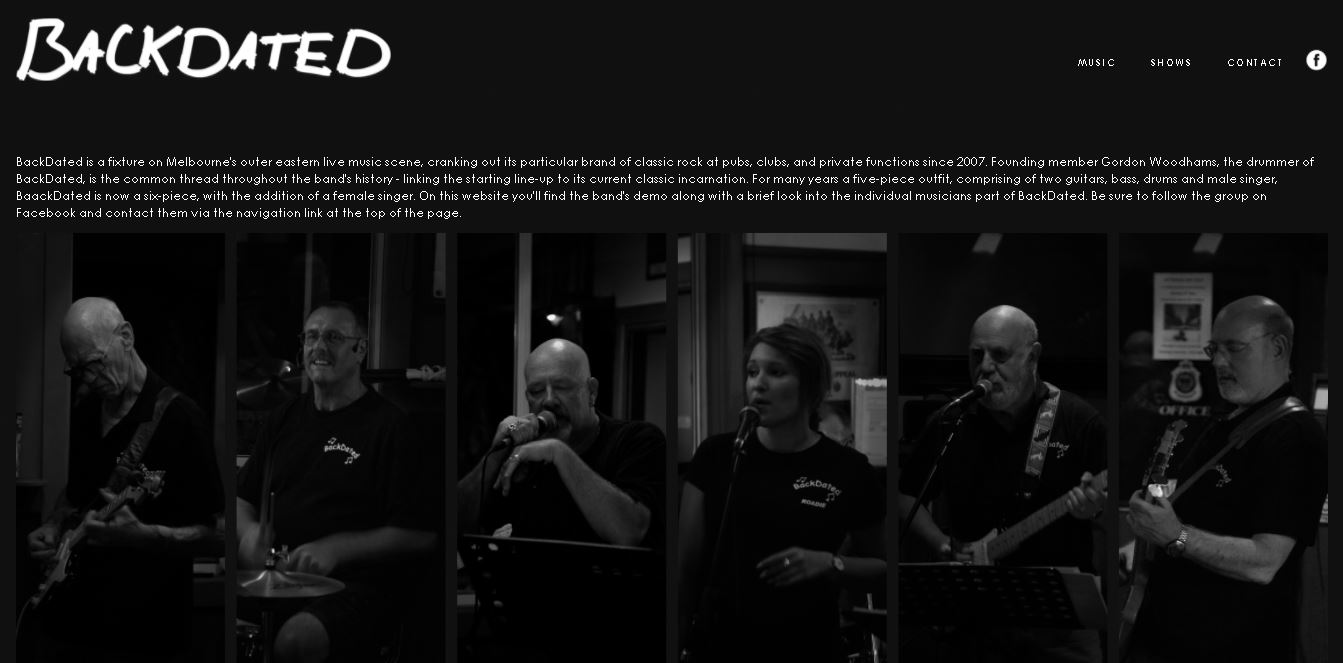 BACKDATED
MUSIC SHOWS CONTACT f
BackDated is a fixture on Melbourne's outer eastern live music scene, cranking out its particular brand of classic rock at pubs, clubs, and private functions since 2007. Founding member Gordon Woodhams, the drummer of
BackDated, is the common thread throughout the band's history - linking the starting line-up to its current classic incarnation. For many years a five-piece outfit, comprising of two guitars, bass, drums and male singer,
BaackDated is now a six-piece, with the addition of a female singer. On this website you'll find the band's demo along with a brief look into the individual musicians part of BackDated. Be sure to follow the group on
Facebook and contact them via the navigation link at the top of the page.
BackDated
BackDated
ROADIE
OFFICE